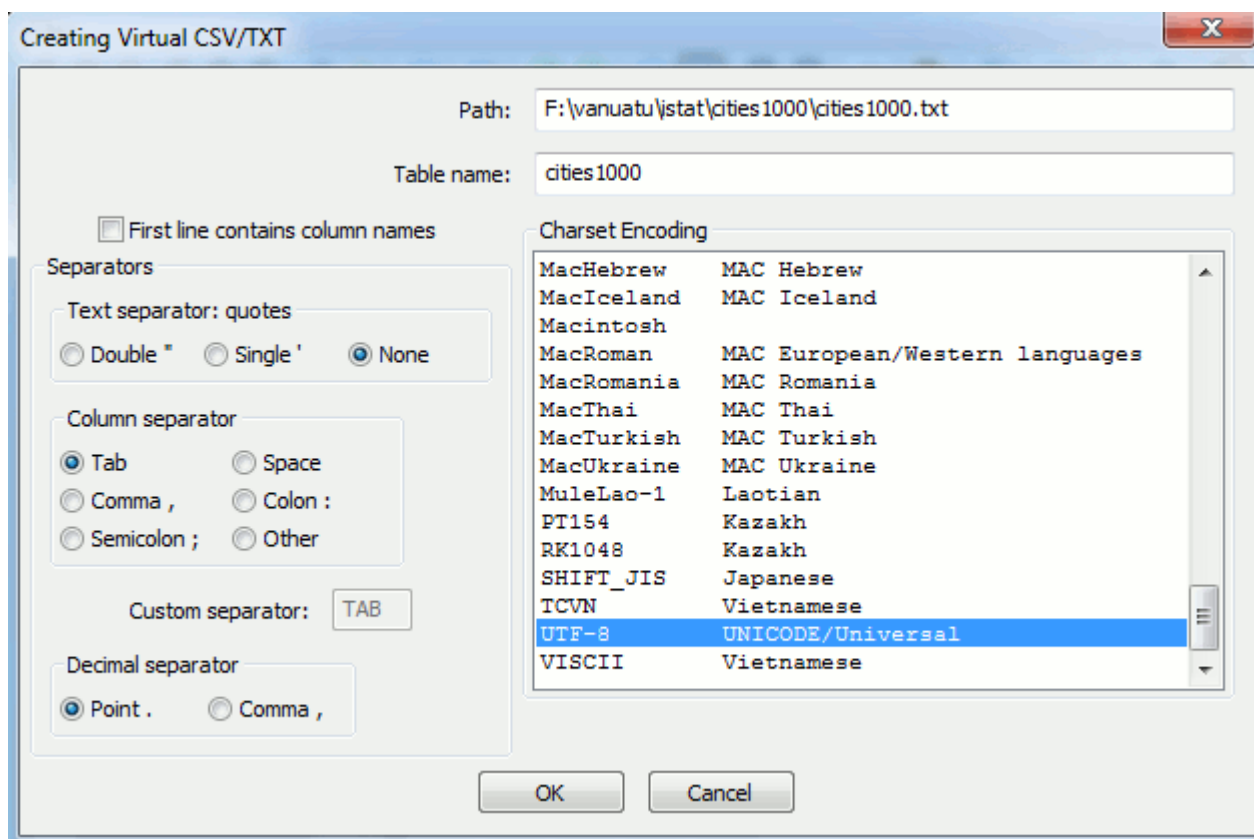 Creating Virtual CSV/TXT
Path: F:\vanuatu\istat\cities1000\cities1000.txt
Table name: cities1000
First line contains column names
Separators
Text separator: quotes
Double " Single ' None
Column separator
Tab Space
Comma , Colon :
Semicolon ; Other
Custom separator: TAB
Decimal separator
Point . Comma ,
Charset Encoding
MacHebrew MAC Hebrew
MacIceland MAC Iceland
Macintosh
MacRoman MAC European/Western languages
MacRomania MAC Romania
MacThai MAC Thai
MacTurkish MAC Turkish
MacUkraine MAC Ukraine
MuleLao-1 Laotian
PT154 Kazakh
RK1048 Kazakh
SHIFT_JIS Japanese
TCVN Vietnamese
UTF-8 UNICODE/Universal
VISCII Vietnamese
OK Cancel